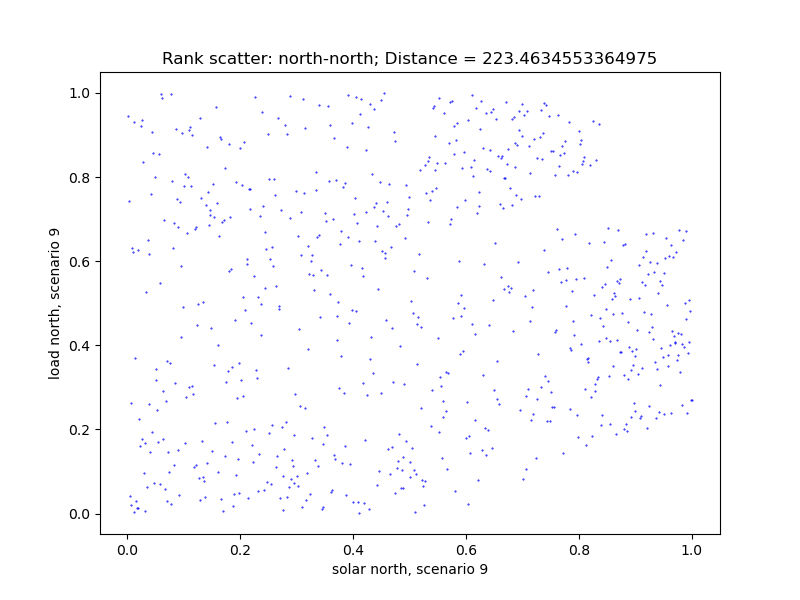 Rank scatter: north-north; Distance = 223.4634553364975
1.0
0.8
0.6
0.4
0.2
0.0
load north, scenario 9
0.0 0.2 0.4 0.6 0.8 1.0
solar north, scenario 9